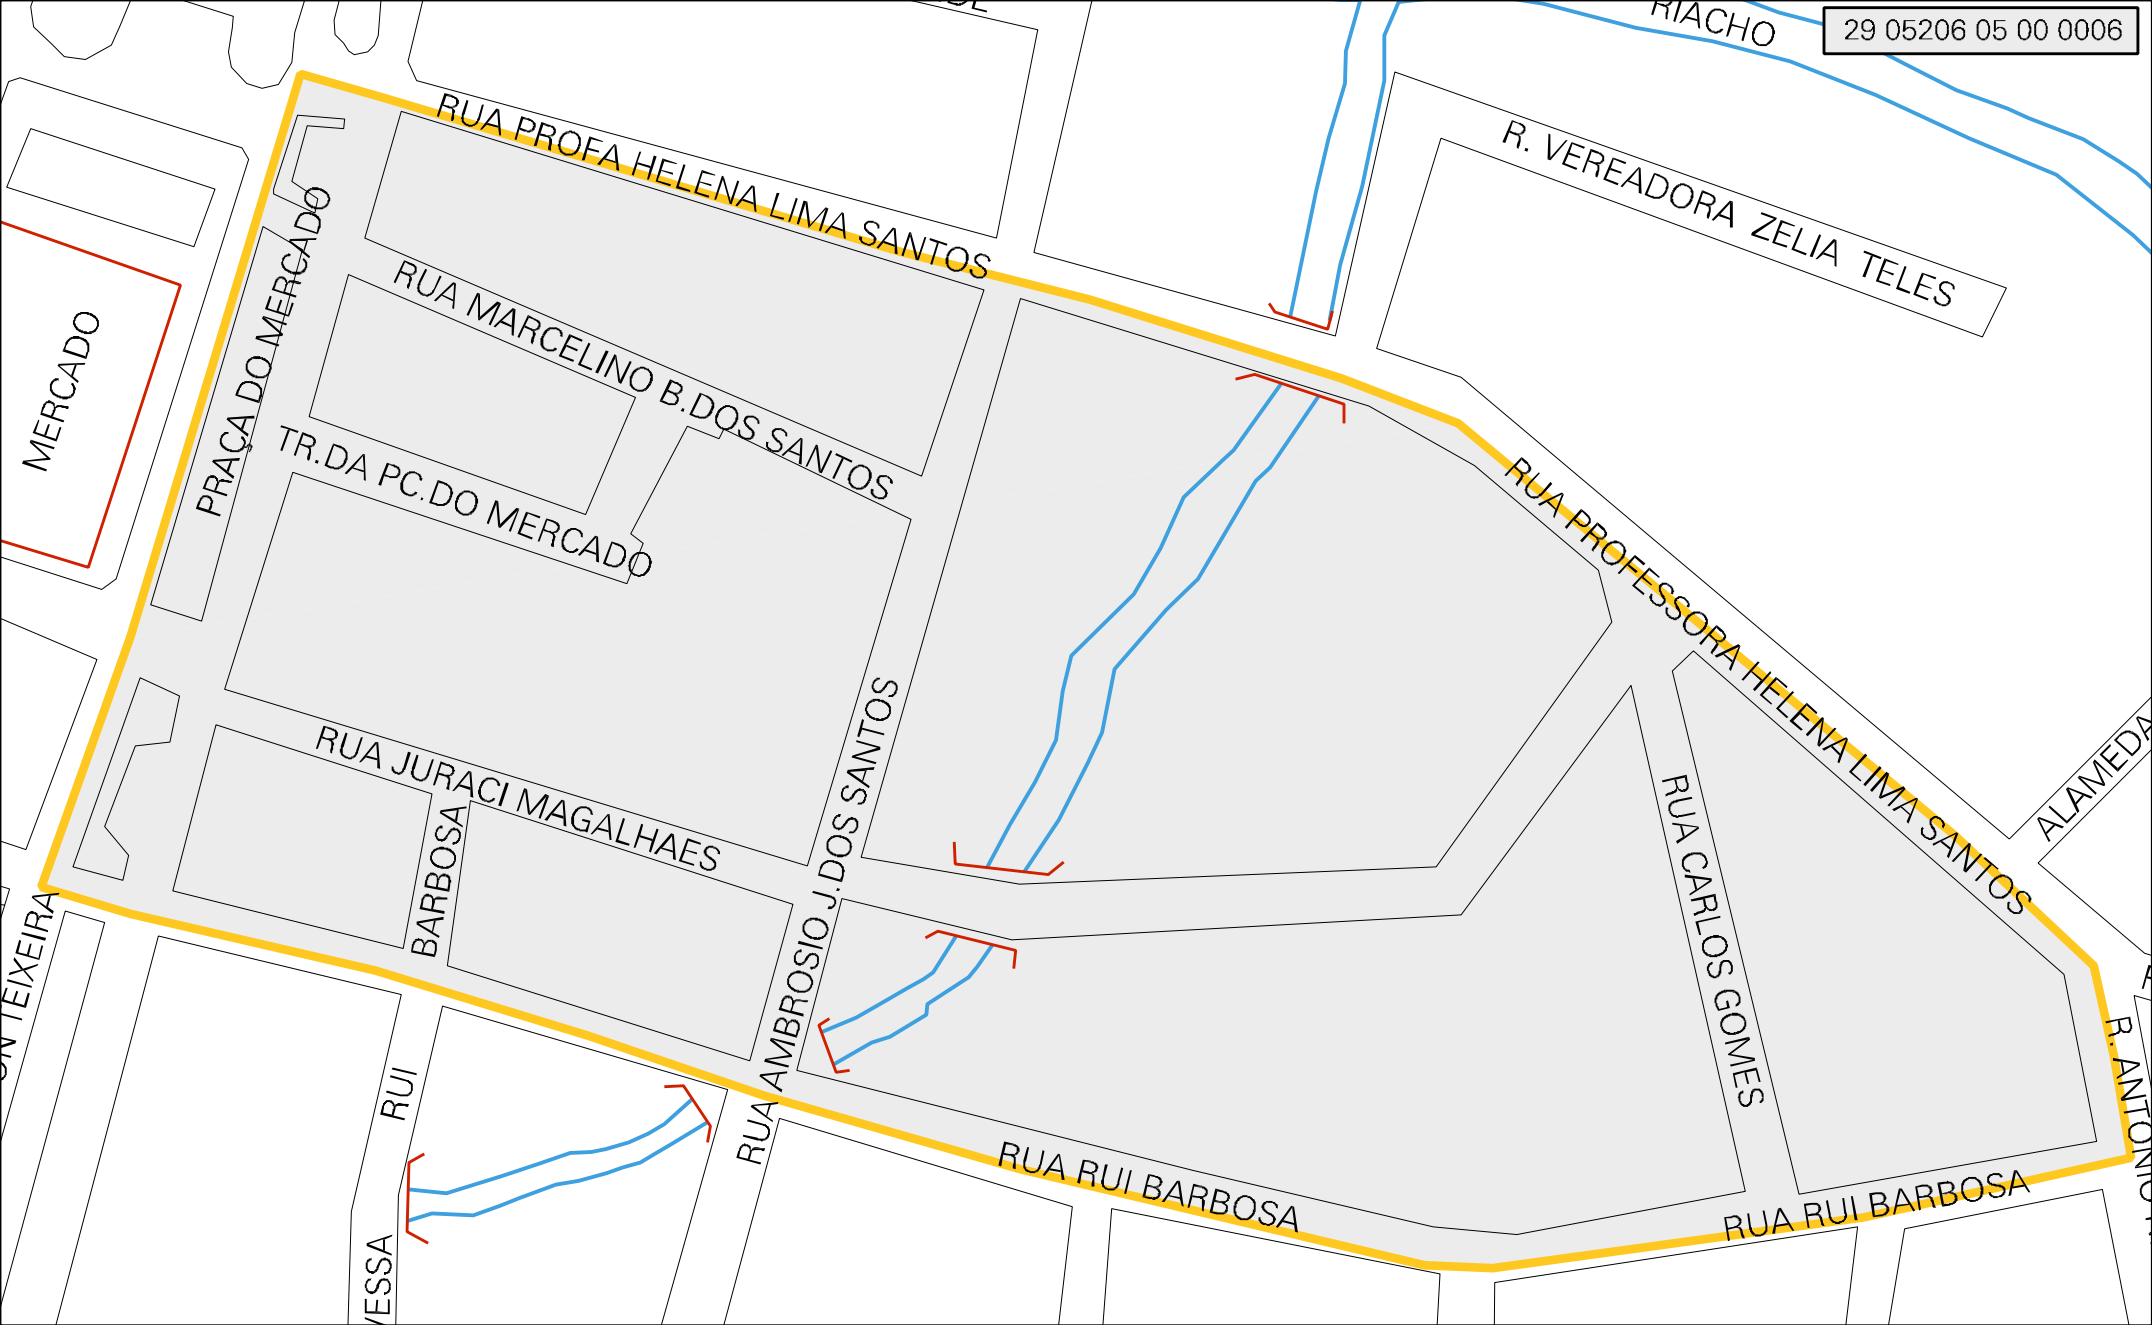 RIACHO
29 05206 05 00 0006
RUA PROFA HELENA LIMA SANTOS
R. VEREADORA ZELIA TELES
PRAÇA DO MERCADO
RUA MARCELINO B.DOS SANTOS
MERCADO
TR.DA PC.DO MERCADO
RUA PROFESSORA HELENA LIMA SANTOS
RUA JURACI MAGALHAES
BARBOSA
RUA AMBROSIO J.DOS SANTOS
RUA CARLOS GOMES
ALAMEDA
TEIXEIRA
R. ANTONIO
RUI
RUA RUI BARBOSA
RUA RUI BARBOSA
VESSA